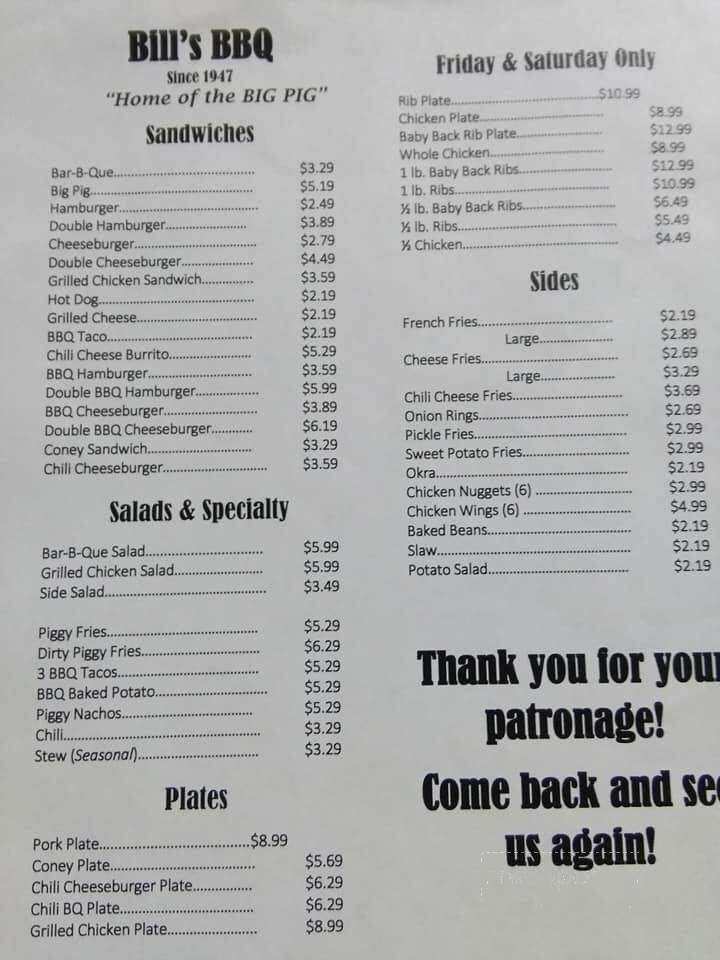 Bill's BBQ
Since 1947
"Home of the BIG PIG"
Sandwiches
Bar-B-Que........................................ $3.29
Big Pig............................................... $5.19
Hamburger........................................ $2.49
Double Hamburger....................... $3.89
Cheeseburger................................... $2.79
Double Cheeseburger..................... $4.49
Grilled Chicken Sandwich............... $3.59
Hot Dog............................................ $2.19
Grilled Cheese.................................. $2.19
BBQ Taco.......................................... $2.19
Chili Cheese Burrito....................... $5.29
BBQ Hamburger.............................. $3.59
Double BBQ Hamburger.................. $5.99
BBQ Cheeseburger........................... $3.89
Double BBQ Cheeseburger............ $6.19
Coney Sandwich.............................. $3.29
Chili Cheeseburger.............................. $3.59
Salads & Specialty
Bar-B-Que Salad................................. $5.99
Grilled Chicken Salad......................... $5.99
Side Salad.............................................. $3.49
Piggy Fries........................................... $5.29
Dirty Piggy Fries.................................. $6.29
3 BBQ Tacos........................................ $5.29
BBQ Baked Potato................................ $5.29
Piggy Nachos..................................... $5.29
Chili........................................................ $3.29
Stew (Seasonal).................................. $3.29
Plates
Pork Plate...........................................$8.99
Coney Plate......................................... $5.69
Chili Cheeseburger Plate................. $6.29
Chili BQ Plate...................................... $6.29
Grilled Chicken Plate......................... $8.99
Friday & Saturday Only
Rib Plate..........................................$10.99
Chicken Plate................................... $8.99
Baby Back Rib Plate........................ $12.99
Whole Chicken................................ $8.99
1 lb. Baby Back Ribs......................... $12.99
1 lb. Ribs........................................... $10.99
½ lb. Baby Back Ribs.......................... $6.49
½ lb. Ribs............................................. $5.49
½ Chicken............................................ $4.49
Sides
French Fries...................................... $2.19
Large..................... $2.89
Cheese Fries....................................... $2.69
Large..................... $3.29
Chili Cheese Fries.............................. $3.69
Onion Rings.......................................... $2.69
Pickle Fries........................................... $2.99
Sweet Potato Fries.............................. $2.99
Okra....................................................... $2.19
Chicken Nuggets (6) ........................... $2.99
Chicken Wings (6) .............................. $4.99
Baked Beans........................................ $2.19
Slaw....................................................... $2.19
Potato Salad........................................ $2.19
Thank you for your
patronage!
Come back and see
us again!